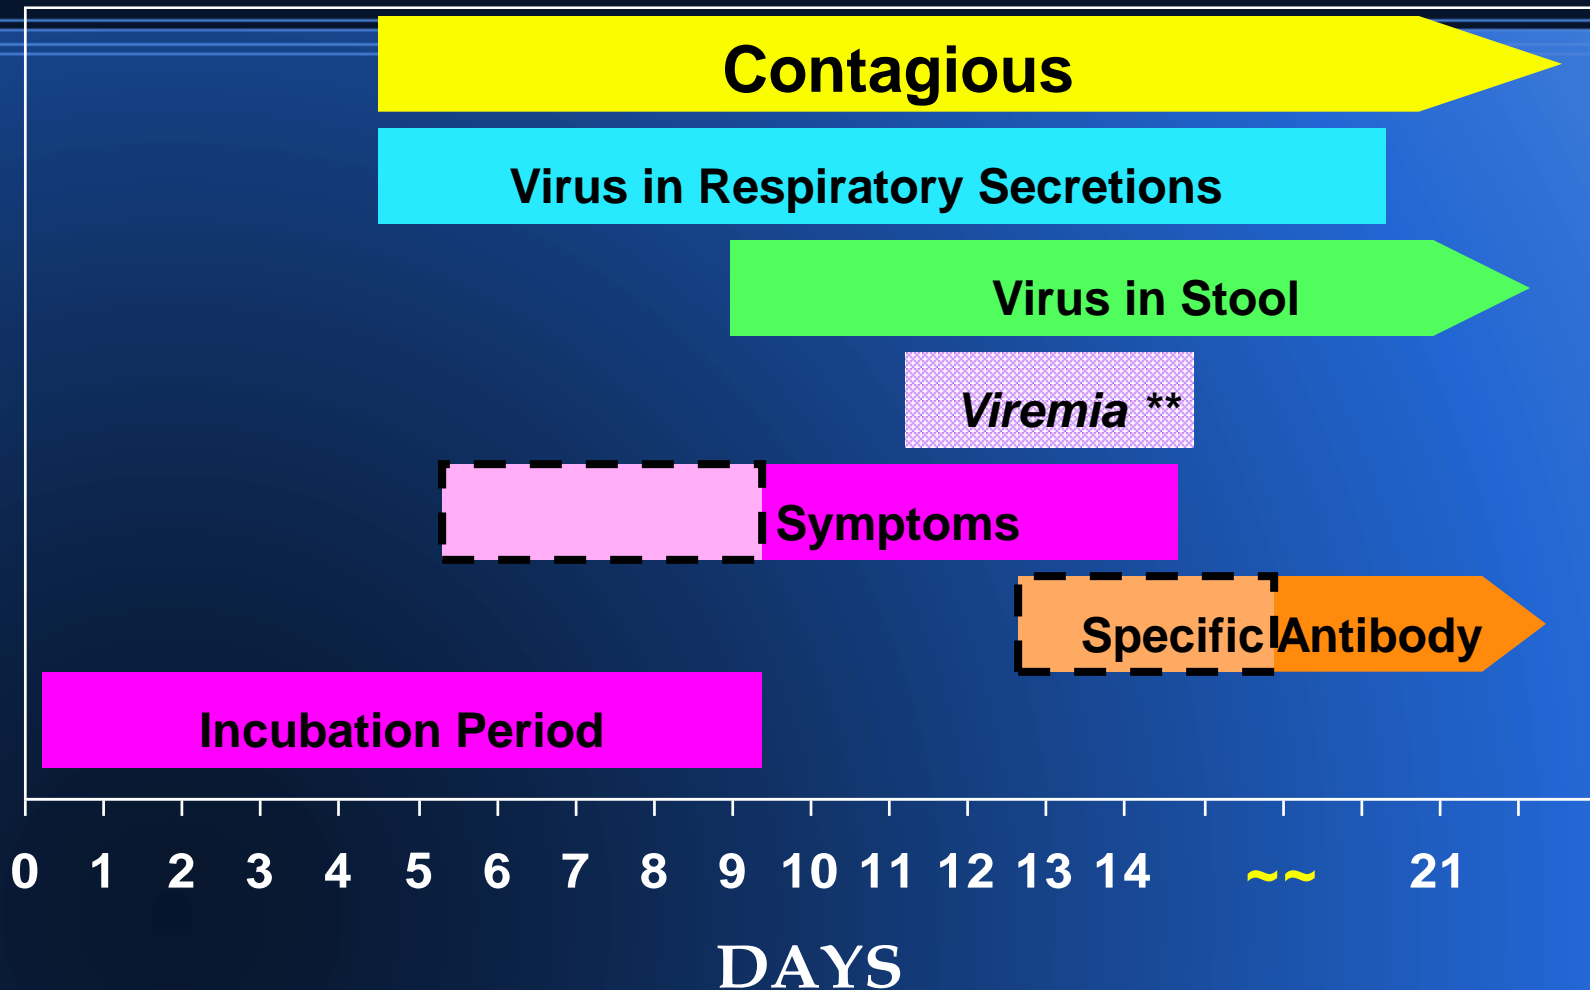 Contagious
Virus in Respiratory Secretions
Virus in Stool
Viremia **
Symptoms
Specific Antibody
Incubation Period
0 1 2 3 4 5 6 7 8 9 10 11 12 13 14 ~~ 21
DAYS